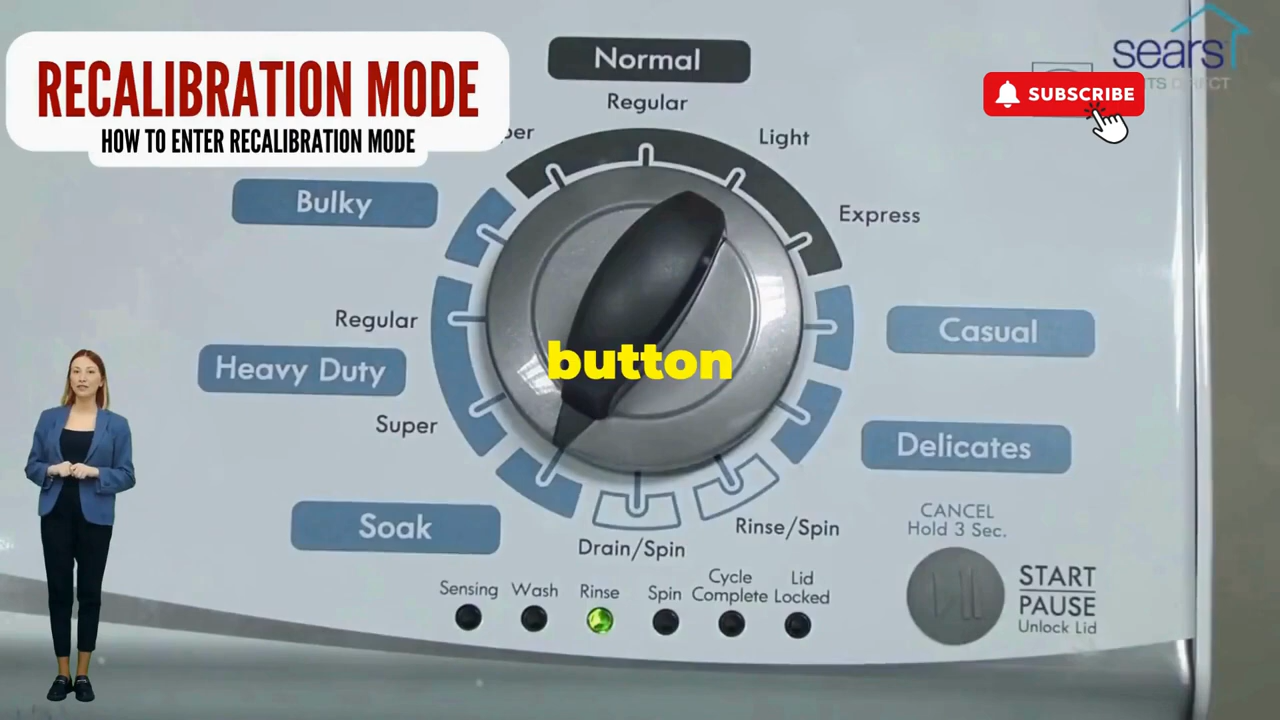 RECALIBRATION MODE
HOW TO ENTER RECALIBRATION MODE
sears
SUBSCRIBE
Normal
Regular
Light
Express
Bulky
Regular
Heavy Duty
Super
Casual
Delicates
button
Soak
Drain/Spin
Rinse/Spin
CANCEL
Hold 3 Sec.
Sensing
Wash
Rinse
Spin
Cycle
Complete
Lid
Locked
START
PAUSE
Unlock Lid